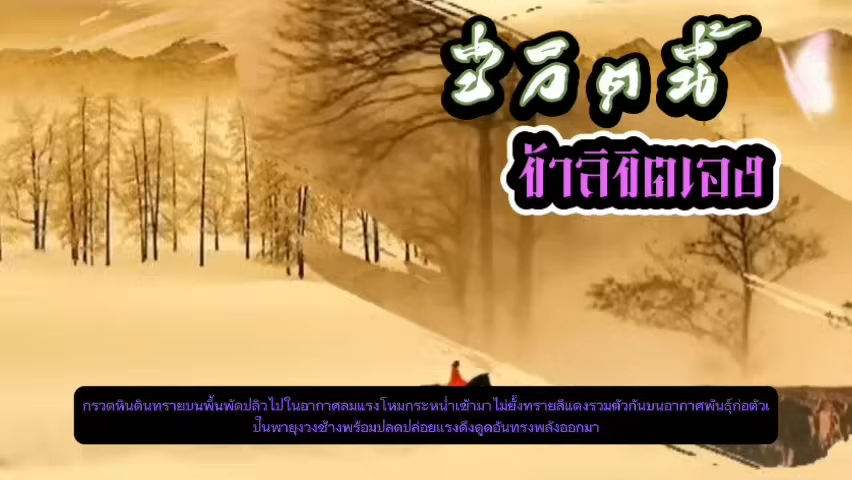 ชีวิตนี้
ข้าลิขิตเอง
กรวดหินดินทรายบนพื้นพัดปลิวไปในอากาศลมแรงโหมกระหน่ำเข้ามาไม่ยั้งทรายสีแดงรวมตัวกันบนอากาศพันธุ์ก่อตัวเ
ป็นพายุงวงช้างพร้อมปลดปล่อยแรงดึงดูดอันทรงพลังออกมา